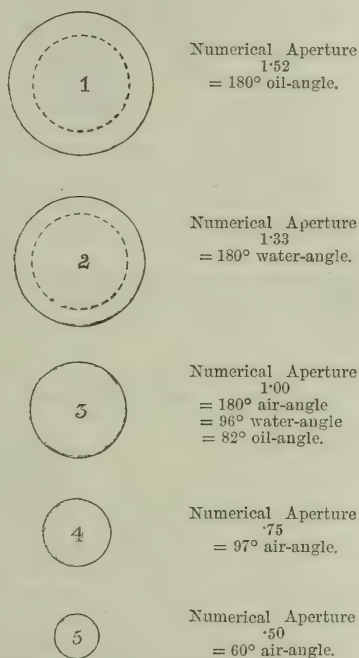 1
Numerical Aperture
1·52
= 180° oil-angle.
2
Numerical Aperture
1·33
= 180° water-angle.
3
Numerical Aperture
1·00
= 180° air-angle
= 96° water-angle
= 82° oil-angle.
4
Numerical Aperture
·75
= 97° air-angle.
5
Numerical Aperture
·50
= 60° air-angle.